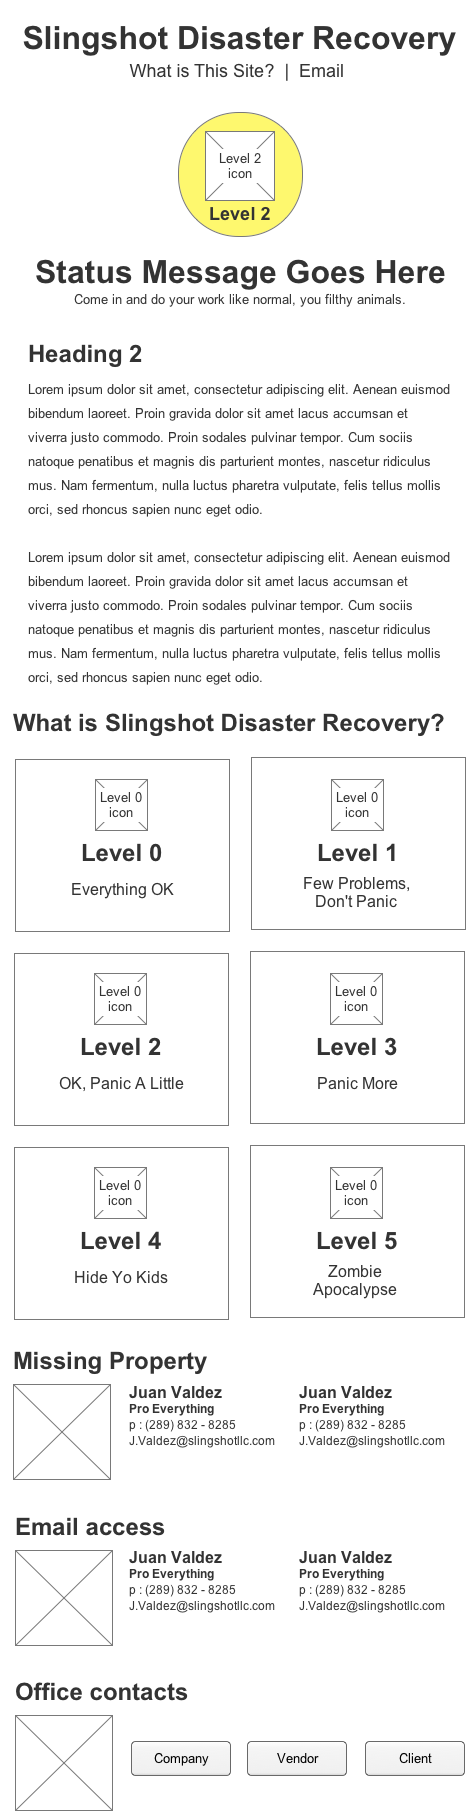 Slingshot Disaster Recovery
What is This Site? | Email
Level 2
icon
Level 2
Status Message Goes Here
Come in and do your work like normal, you filthy animals.
Heading 2
Lorem ipsum dolor sit amet, consectetur adipiscing elit. Aenean euismod
bibendum laoreet. Proin gravida dolor sit amet lacus accumsan et
viverra justo commodo. Proin sodales pulvinar tempor. Cum sociis
natoque penatibus et magnis dis parturient montes, nascetur ridiculus
mus. Nam fermentum, nulla luctus pharetra vulputate, felis tellus mollis
orci, sed rhoncus sapien nunc eget odio.
Lorem ipsum dolor sit amet, consectetur adipiscing elit. Aenean euismod
bibendum laoreet. Proin gravida dolor sit amet lacus accumsan et
viverra justo commodo. Proin sodales pulvinar tempor. Cum sociis
natoque penatibus et magnis dis parturient montes, nascetur ridiculus
mus. Nam fermentum, nulla luctus pharetra vulputate, felis tellus mollis
orci, sed rhoncus sapien nunc eget odio.
What is Slingshot Disaster Recovery?
Level 0
icon
Level 0
Everything OK
Level 0
icon
Level 1
Few Problems,
Don't Panic
Level 0
icon
Level 2
OK, Panic A Little
Level 0
icon
Level 3
Panic More
Level 0
icon
Level 4
Hide Yo Kids
Level 0
icon
Level 5
Zombie
Apocalypse
Missing Property
Juan Valdez
Pro Everything
p : (289) 832 - 8285
J.Valdez@slingshotllc.com
Juan Valdez
Pro Everything
p : (289) 832 - 8285
J.Valdez@slingshotllc.com
Email access
Juan Valdez
Pro Everything
p : (289) 832 - 8285
J.Valdez@slingshotllc.com
Juan Valdez
Pro Everything
p : (289) 832 - 8285
J.Valdez@slingshotllc.com
Office contacts
Company
Vendor
Client